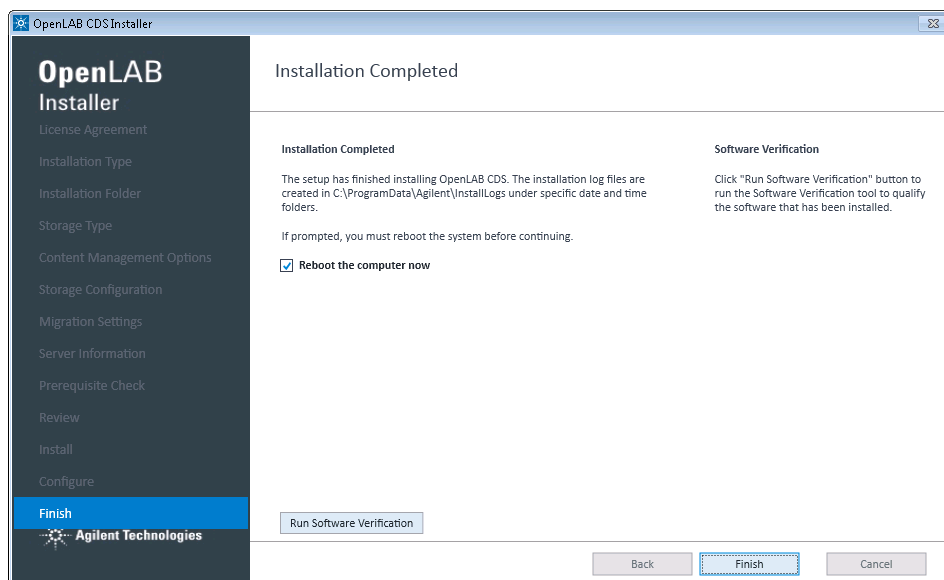 OpenLAB CDS Installer
OpenLAB
Installer
License Agreement
Installation Type
Installation Folder
Storage Type
Content Management Options
Storage Configuration
Migration Settings
Server Information
Prerequisite Check
Review
Install
Configure
Finish
Agilent Technologies
Installation Completed
Installation Completed
The setup has finished installing OpenLAB CDS. The installation log files are
created in C:\ProgramData\Agilent\InstallLogs under specific date and time
folders.
If prompted, you must reboot the system before continuing.
Reboot the computer now
Software Verification
Click "Run Software Verification" button to
run the Software Verification tool to qualify
the software that has been installed.
Run Software Verification
Back
Finish
Cancel